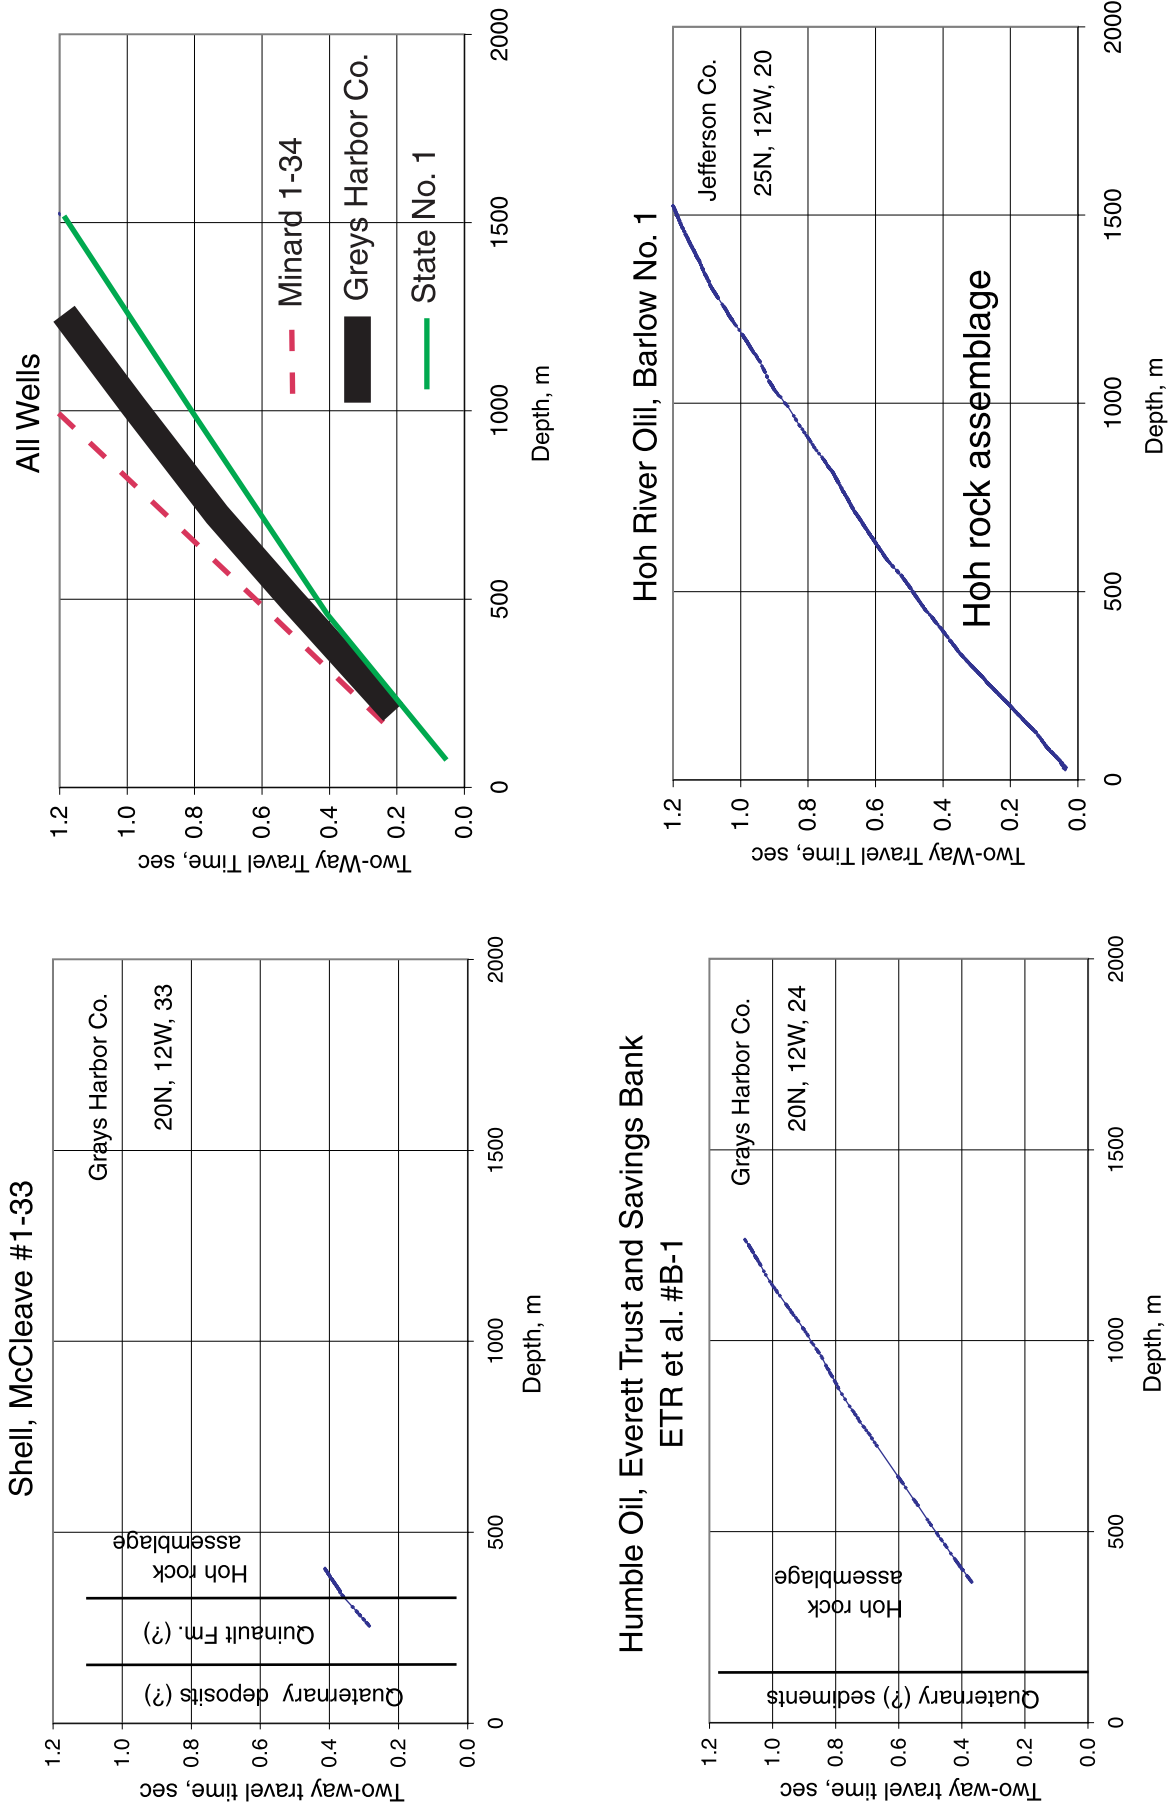 Shell, McCleave #1-33
Grays Harbor Co.
20N, 12W, 33
Quaternary deposits (?)
Quinault Fm. (?)
Hoh rock
assemblage
Two-way travel time, sec
1.2
1.0
0.8
0.6
0.4
0.2
0.0
0
500
1000
1500
2000
Depth, m
All Wells
Minard 1-34
Greys Harbor Co.
State No. 1
Two-Way Travel Time, sec
1.2
1.0
0.8
0.6
0.4
0.2
0.0
0
500
1000
1500
2000
Depth, m
Humble Oil, Everett Trust and Savings Bank
ETR et al. #B-1
Grays Harbor Co.
20N, 12W, 24
Quaternary (?) sediments
Hoh rock
assemblage
Two-way travel time, sec
1.2
1.0
0.8
0.6
0.4
0.2
0.0
0
500
1000
1500
2000
Depth, m
Hoh River Olil, Barlow No. 1
Jefferson Co.
25N, 12W, 20
Hoh rock assemblage
Two-Way Travel Time, sec
1.2
1.0
0.8
0.6
0.4
0.2
0.0
0
500
1000
1500
2000
Depth, m